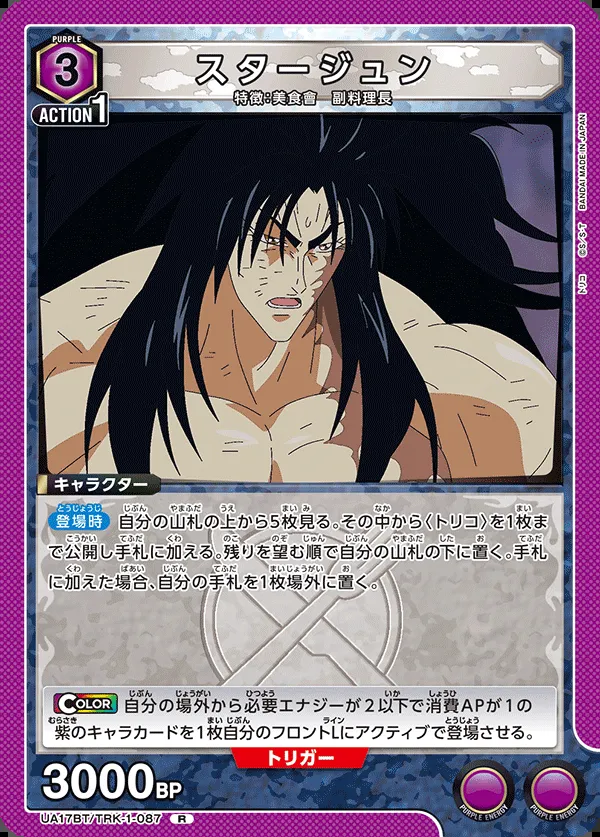 PURPLE
3
ACTION 1
スタージュン
特徴:美食會 副料理長
©S/S･T BANDAI MADE IN JAPAN
トリコ
キャラクター
登場時 自分の山札の上から5枚見る。その中から〈トリコ〉を1枚ま
で公開し手札に加える。残りを望む順で自分の山札の下に置く。手札
に加えた場合、自分の手札を1枚場外に置く。
COLOR 自分の場外から必要エナジーが2以下で消費APが1の
紫のキャラカードを1枚自分のフロントLにアクティブで登場させる。
トリガー
3000BP
PURPLE ENERGY
PURPLE ENERGY
UA17BT/TRK-1-087 R